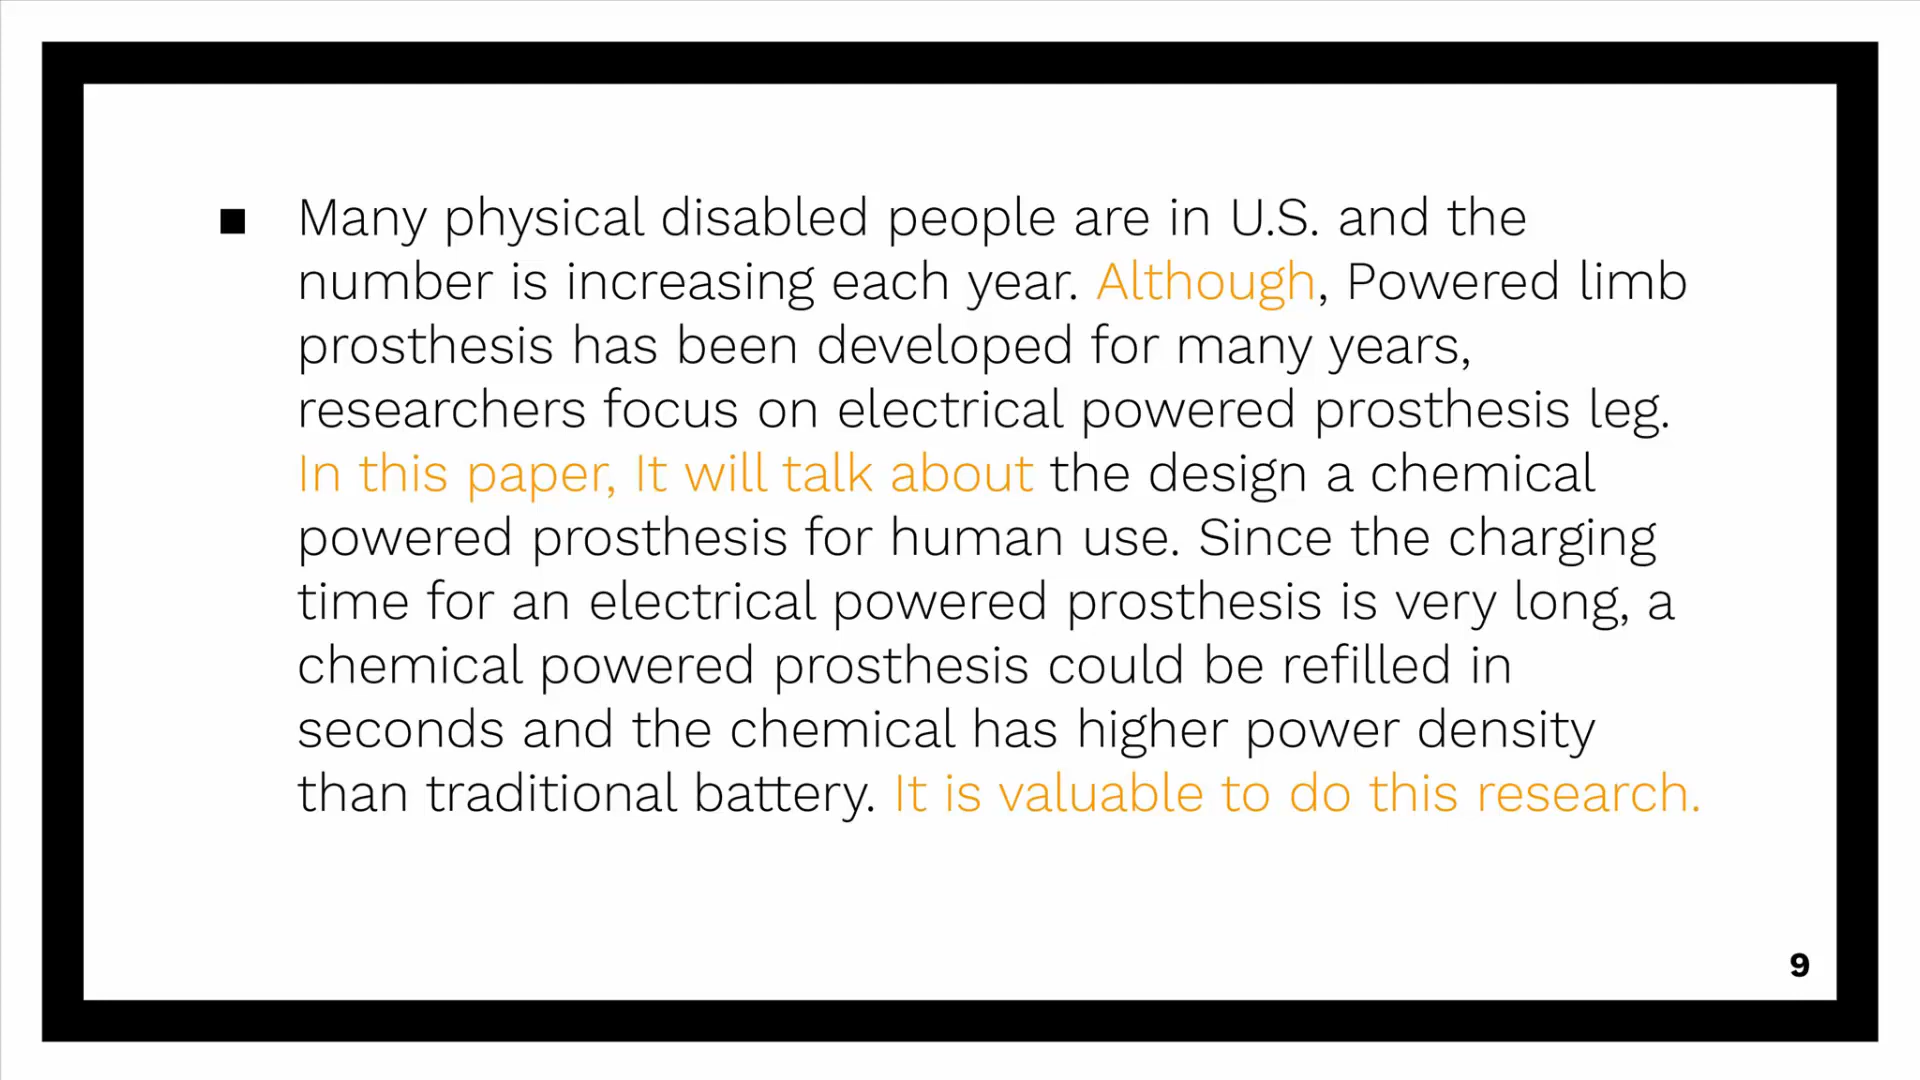 ■ Many physical disabled people are in U.S. and the
number is increasing each year. Although, Powered limb
prosthesis has been developed for many years,
researchers focus on electrical powered prosthesis leg.
In this paper, It will talk about the design a chemical
powered prosthesis for human use. Since the charging
time for an electrical powered prosthesis is very long, a
chemical powered prosthesis could be refilled in
seconds and the chemical has higher power density
than traditional battery. It is valuable to do this research.
9